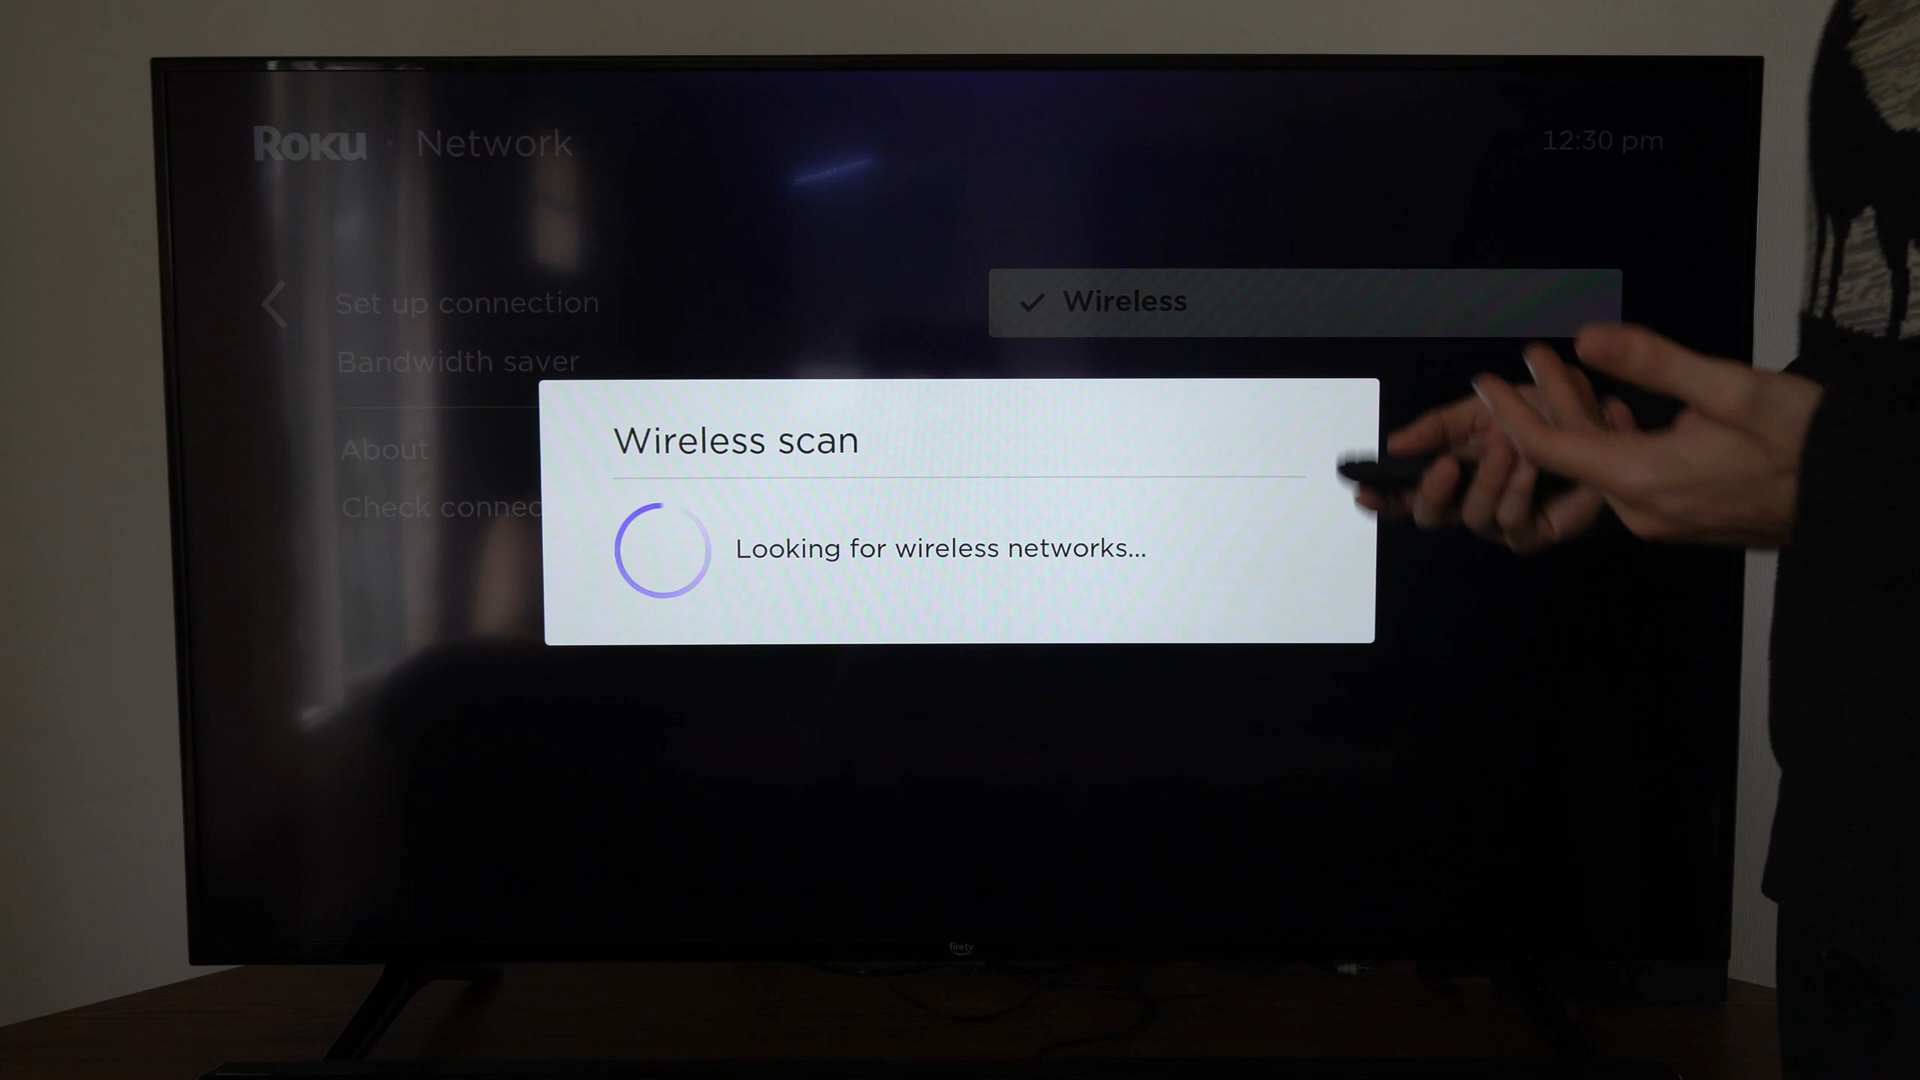 Roku · Network
12:30 pm
Set up connection
Wireless
Bandwidth saver
About
Check connec
Wireless scan
Looking for wireless networks...
firetv